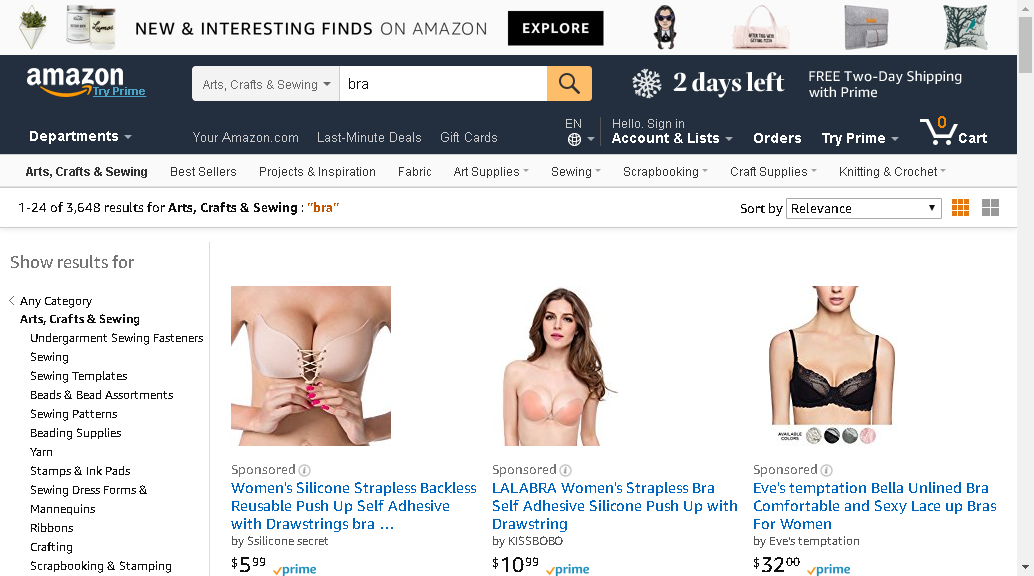 NEW & INTERESTING FINDS ON AMAZON EXPLORE
amazon
Try Prime
Arts, Crafts & Sewing bra
2 days left
FREE Two-Day Shipping
with Prime
Departments
Your Amazon.com Last-Minute Deals Gift Cards
EN
Hello. Sign in
Account & Lists Orders Try Prime 0 Cart
Arts, Crafts & Sewing Best Sellers Projects & Inspiration Fabric Art Supplies Sewing Scrapbooking Craft Supplies Knitting & Crochet
1-24 of 3,648 results for Arts, Crafts & Sewing : "bra"
Sort by Relevance
Show results for
Any Category
Arts, Crafts & Sewing
Undergarment Sewing Fasteners
Sewing
Sewing Templates
Beads & Bead Assortments
Sewing Patterns
Beading Supplies
Yarn
Stamps & Ink Pads
Sewing Dress Forms &
Mannequins
Ribbons
Crafting
Scrapbooking & Stamping
Sponsored
Women's Silicone Strapless Backless
Reusable Push Up Self Adhesive
with Drawstrings bra ...
by Ssilicone secret
$5 99 prime
Sponsored
LALABRA Women's Strapless Bra
Self Adhesive Silicone Push Up with
Drawstring
by KISSBOBO
$10 99 prime
AVAILABLE
COLORS
Sponsored
Eve's temptation Bella Unlined Bra
Comfortable and Sexy Lace up Bras
For Women
by Eve's temptation
$32 00 prime